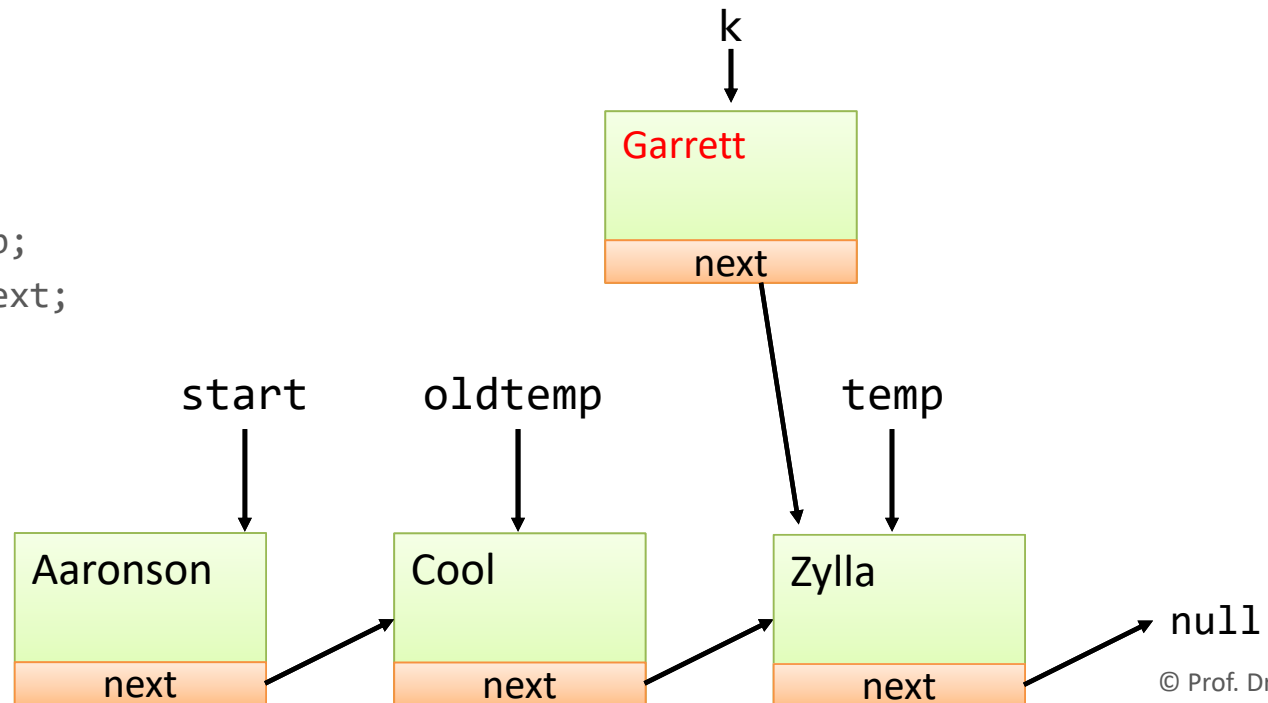 k
Garrett
next
;
ext;
start oldtemp temp
Aaronson Cool Zylla
null
next next next
© Prof. Dr